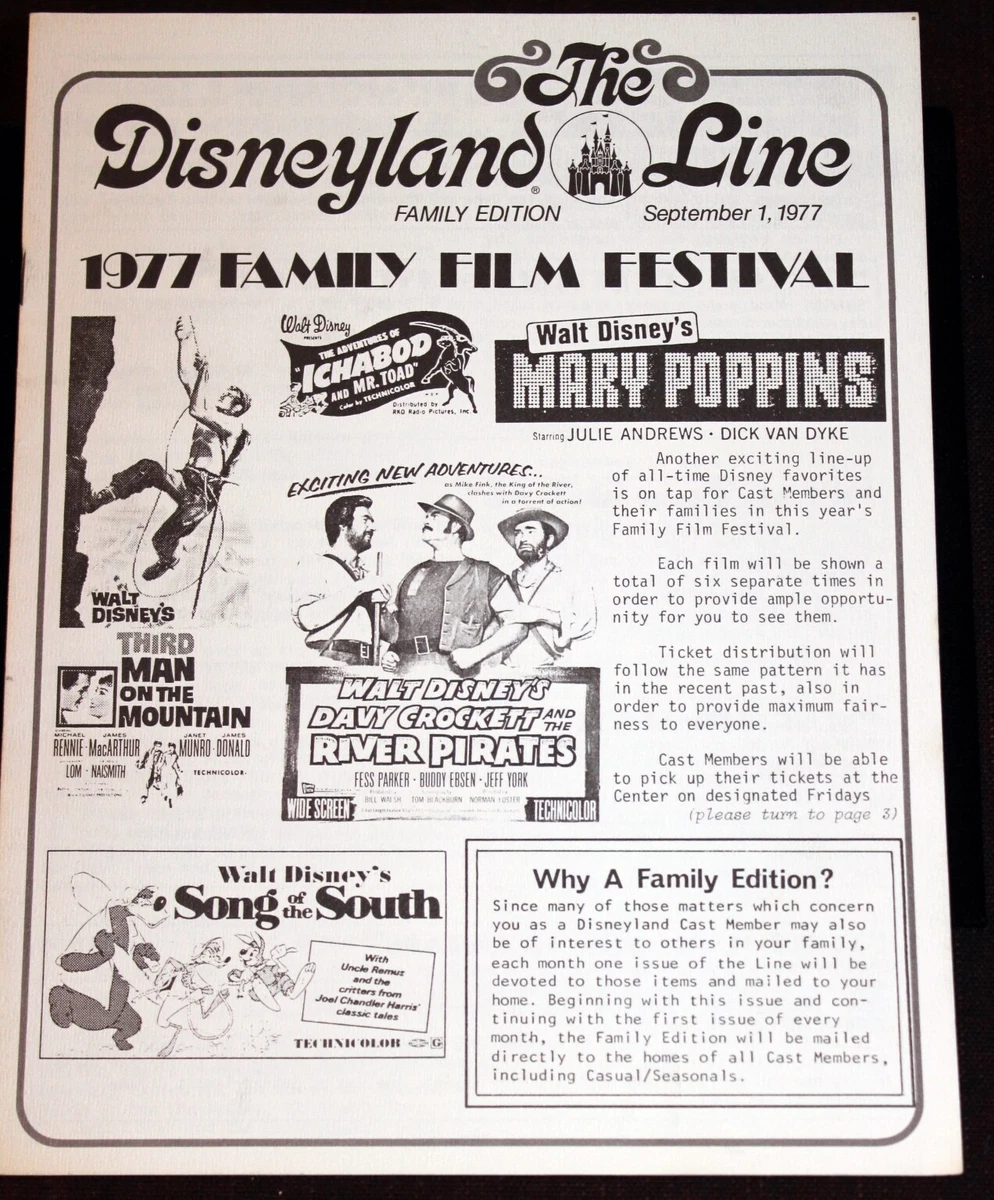 The
Disneyland Line
®
FAMILY EDITION September 1, 1977
1977 FAMILY FILM FESTIVAL
WALT
DISNEY'S
THIRD
MAN
ON THE
MOUNTAIN
MICHAEL JAMES JANET JAMES
RENNIE · MacARTHUR MUNRO · DONALD
LOM · NAISMITH
TECHNICOLOR®
Walt Disney
PRESENTS
THE ADVENTURES OF
"ICHABOD
AND MR. TOAD"
Color by TECHNICOLOR
Distributed by
RKO Radio Pictures, Inc
Walt Disney's
MARY POPPINS
Starring JULIE ANDREWS · DICK VAN DYKE
EXCITING NEW ADVENTURES...
as Mike Fink, the King of the River,
clashes with Davy Crockett
in a torrent of action!
WALT DISNEY'S
DAVY CROCKETT AND THE
RIVER PIRATES
FESS PARKER · BUDDY EBSEN · JEFF YORK
BILL WALSH TOM BLACKBURN NORMAN FOSTER
WIDE SCREEN TECHNICOLOR
Another exciting line-up
of all-time Disney favorites
is on tap for Cast Members and
their families in this year's
Family Film Festival.
Each film will be shown a
total of six separate times in
order to provide ample opportu-
nity for you to see them.
Ticket distribution will
follow the same pattern it has
in the recent past, also in
order to provide maximum fair-
ness to everyone.
Cast Members will be able
to pick up their tickets at the
Center on designated Fridays
(please turn to page 3)
Walt Disney's
Song of the South
With
Uncle Remus
and the
critters from
Joel Chandler Harris'
classic tales
TECHNICOLOR G
Why A Family Edition?
Since many of those matters which concern
you as a Disneyland Cast Member may also
be of interest to others in your family,
each month one issue of the Line will be
devoted to those items and mailed to your
home. Beginning with this issue and con-
tinuing with the first issue of every
month, the Family Edition will be mailed
directly to the homes of all Cast Members,
including Casual/Seasonals.